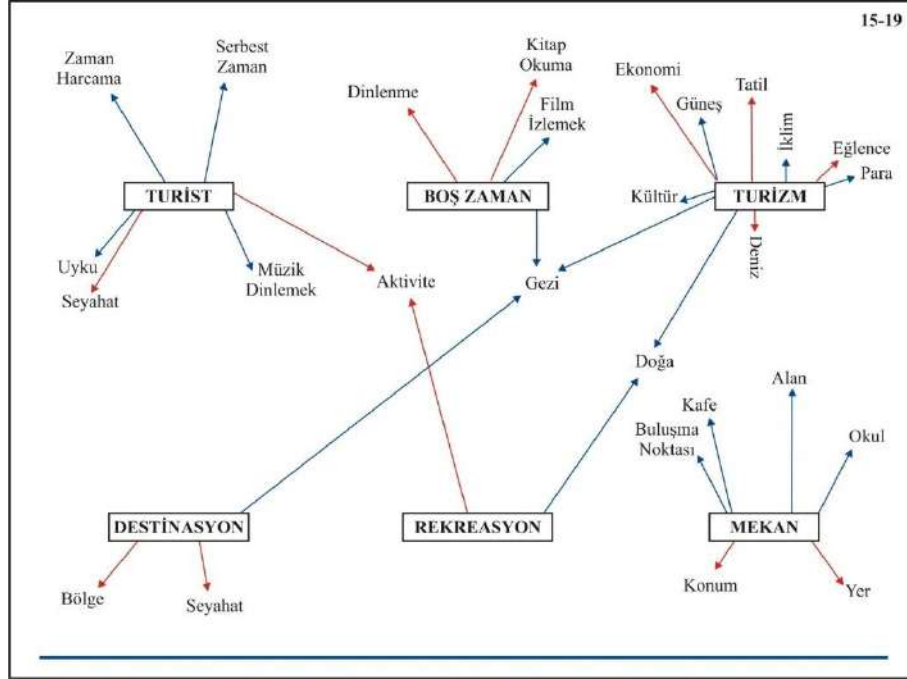 15-19
Zaman
Harcama
Serbest
Zaman
Dinlenme
Kitap
Okuma
Film
İzlemek
Ekonomi
Güneş
Tatil
İklim
Eğlence
Para
TURİST
BOŞ ZAMAN
Kültür
TURİZM
Deniz
Uyku
Seyahat
Müzik
Dinlemek
Aktivite
Gezi
Doğa
Alan
Kafe
Buluşma
Noktası
Okul
DESTİNASYON
REKREASYON
MEKAN
Bölge
Seyahat
Konum
Yer